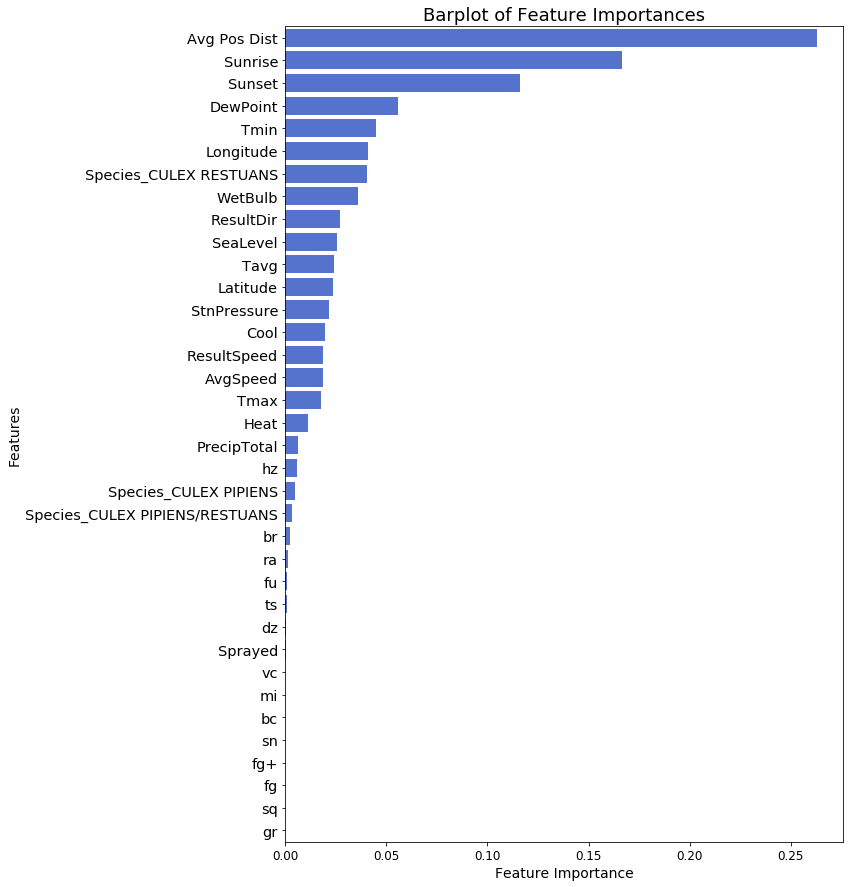 Barplot of Feature Importances
Avg Pos Dist
Sunrise
Sunset
DewPoint
Tmin
Longitude
Species_CULEX RESTUANS
WetBulb
ResultDir
SeaLevel
Tavg
Latitude
StnPressure
Cool
ResultSpeed
AvgSpeed
Tmax
Heat
PrecipTotal
hz
Species_CULEX PIPIENS
Species_CULEX PIPIENS/RESTUANS
br
ra
fu
ts
dz
Sprayed
vc
mi
bc
sn
fg+
fg
sq
gr
Features
0.00 0.05 0.10 0.15 0.20 0.25
Feature Importance